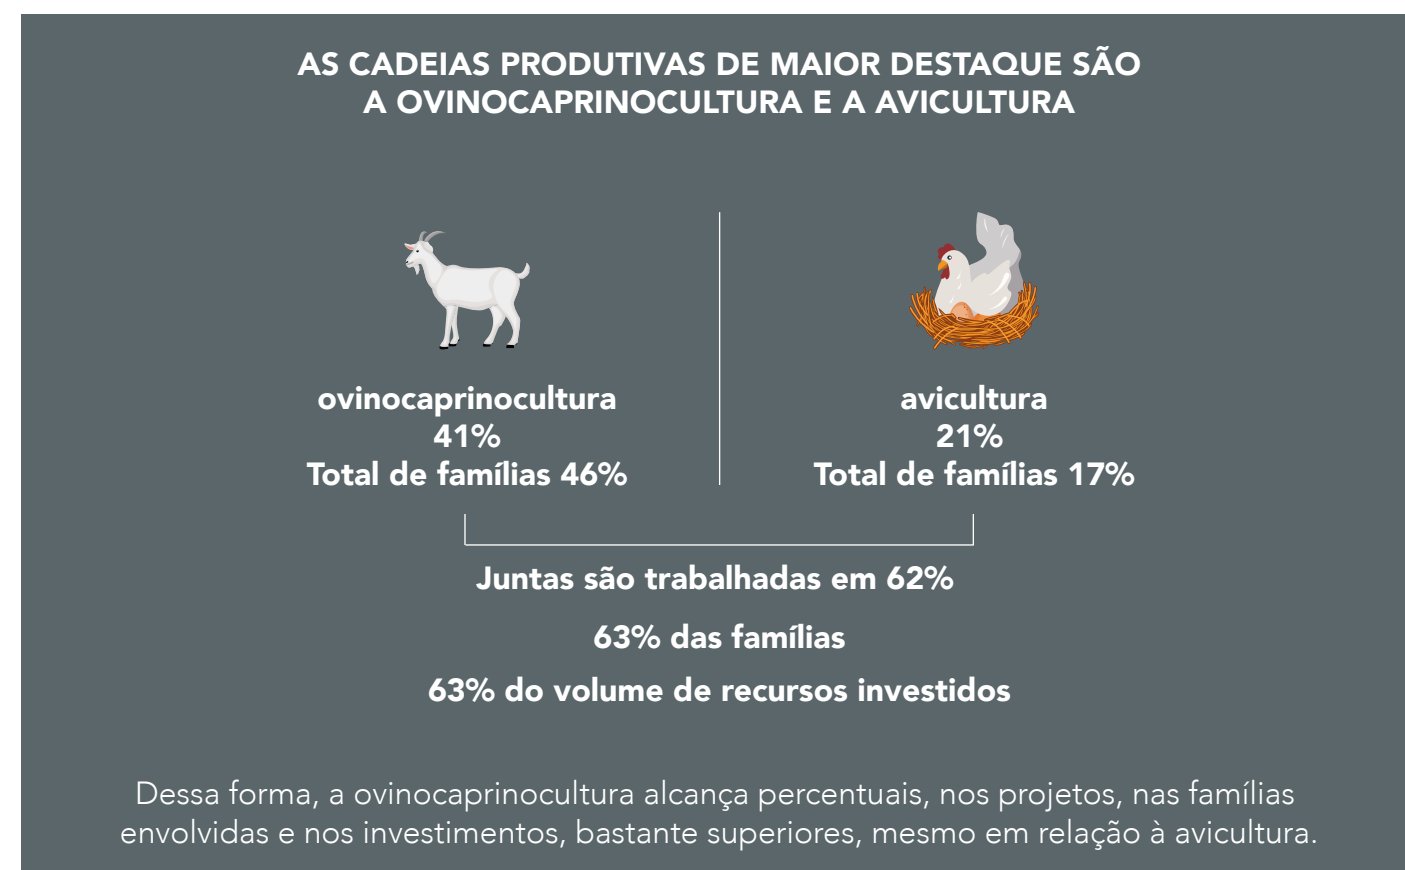 AS CADEIAS PRODUTIVAS DE MAIOR DESTAQUE SÃO
A OVINOCAPRINOCULTURA E A AVICULTURA
ovinocaprinocultura
41%
Total de famílias 46%
avicultura
21%
Total de famílias 17%
Juntas são trabalhadas em 62%
63% das famílias
63% do volume de recursos investidos
Dessa forma, a ovinocaprinocultura alcança percentuais, nos projetos, nas famílias
envolvidas e nos investimentos, bastante superiores, mesmo em relação à avicultura.